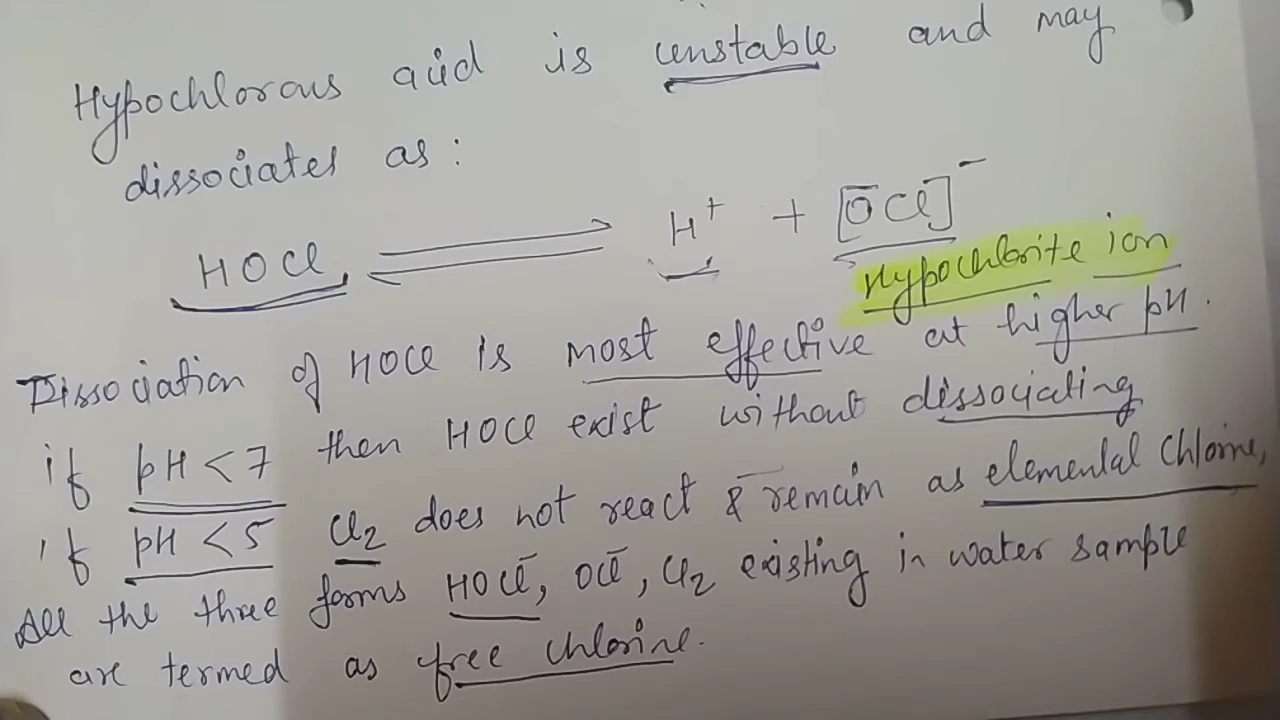 Hypochlorous acid is unstable and may
dissociates as :
HOCl ⇌ H⁺ + [ŌCl]⁻
Hypochlorite ion
Dissociation of HOCl is most effective at higher pH.
if pH < 7 then HOCl exist without dissociating
if pH < 5 Cl₂ does not react & remain as elemental Chlorine,
All the three forms HOCl̄, OCl̄, Cl₂ existing in water sample
are termed as free chlorine.